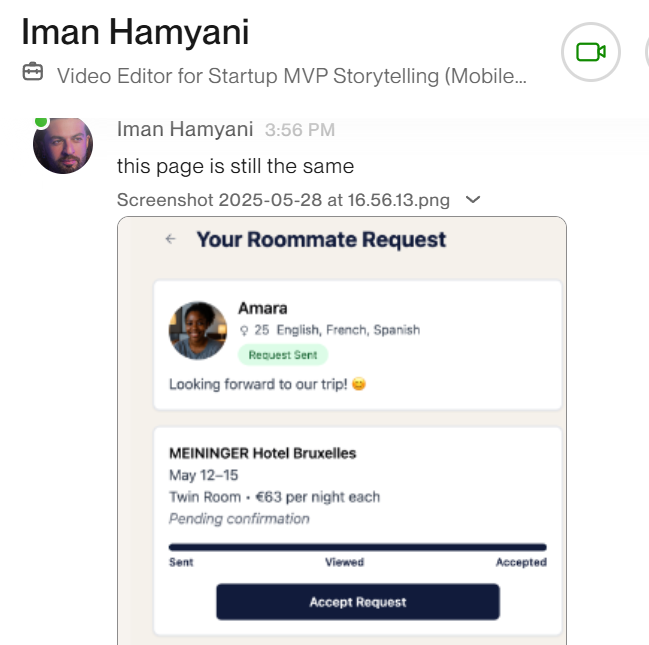 Iman Hamyani
Video Editor for Startup MVP Storytelling (Mobile...
Iman Hamyani 3:56 PM
this page is still the same
Screenshot 2025-05-28 at 16.56.13.png
← Your Roommate Request
Amara
♀ 25 English, French, Spanish
Request Sent
Looking forward to our trip! 😊
MEININGER Hotel Bruxelles
May 12–15
Twin Room • €63 per night each
Pending confirmation
Sent Viewed Accepted
Accept Request